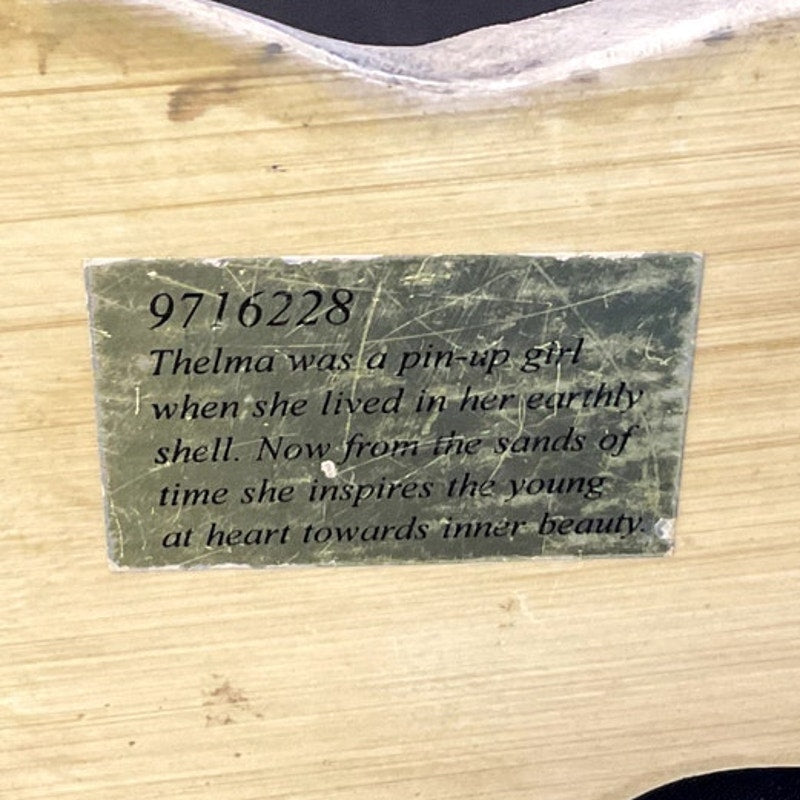 9716228
Thelma was a pin-up girl
when she lived in her earthly
shell. Now from the sands of
time she inspires the young
at heart towards inner beauty.